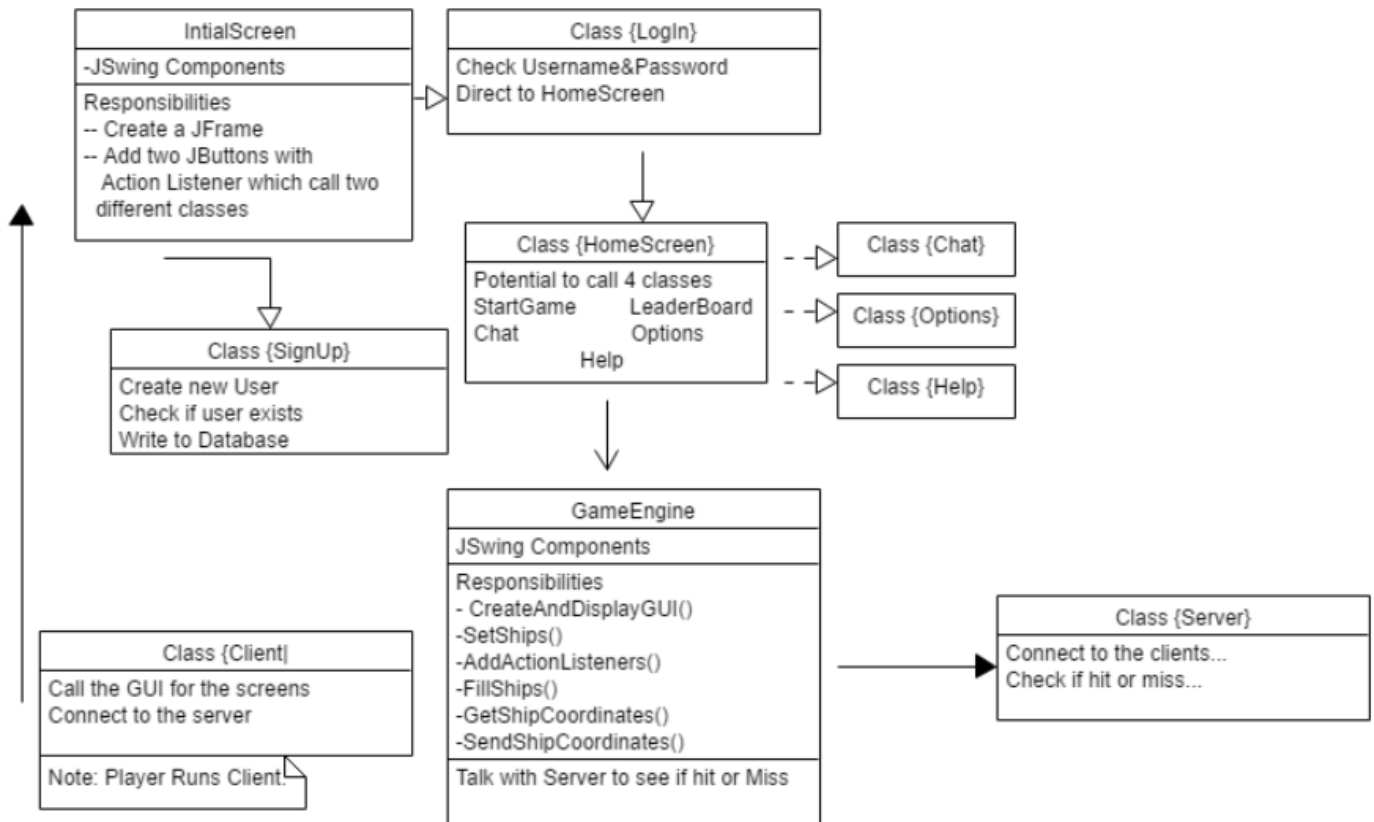 IntialScreen
-JSwing Components
Responsibilities
-- Create a JFrame
-- Add two JButtons with
Action Listener which call two
different classes
Class {LogIn}
Check Username&Password
Direct to HomeScreen
Class {HomeScreen}
Potential to call 4 classes
StartGame LeaderBoard
Chat Options
Help
Class {Chat}
Class {Options}
Class {Help}
Class {SignUp}
Create new User
Check if user exists
Write to Database
GameEngine
JSwing Components
Responsibilities
- CreateAndDisplayGUI()
-SetShips()
-AddActionListeners()
-FillShips()
-GetShipCoordinates()
-SendShipCoordinates()
Talk with Server to see if hit or Miss
Class {Server}
Connect to the clients...
Check if hit or miss...
Class {Client|
Call the GUI for the screens
Connect to the server
Note: Player Runs Client.